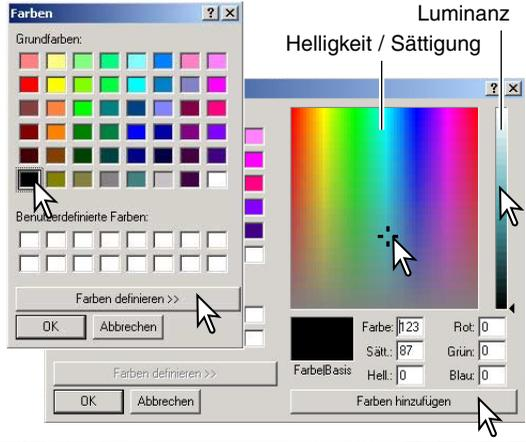 Luminanz
Helligkeit / Sättigung
Farben
Grundfarben:
Benutzerdefinierte Farben:
Farben definieren >>
OK
Abbrechen
Farben definieren >>
OK
Abbrechen
Farbe|Basis
Farbe: 123
Sätt.: 87
Hell.: 0
Rot: 0
Grün: 0
Blau: 0
Farben hinzufügen